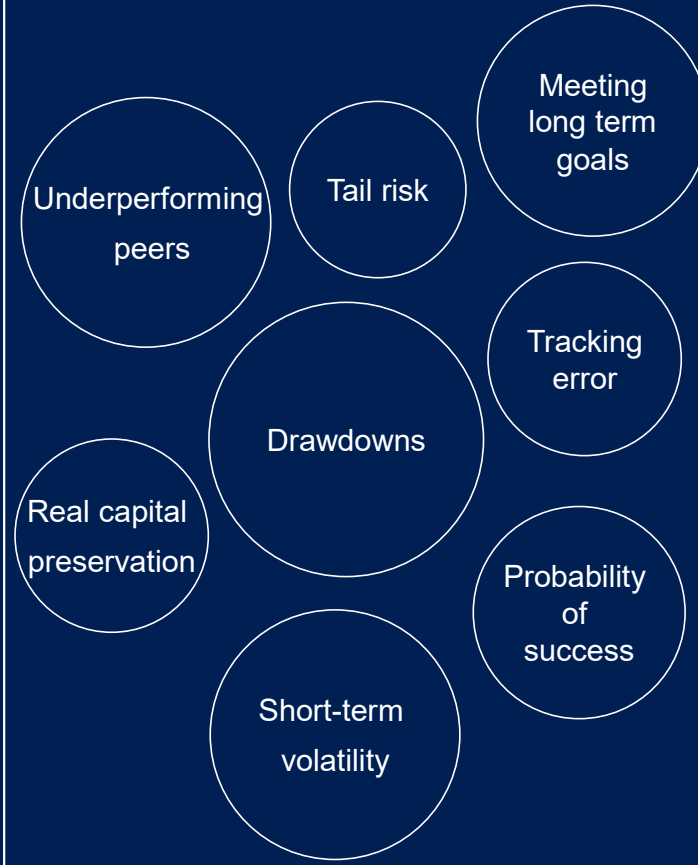 Meeting
long term
goals
Underperforming
peers
Tail risk
Tracking
error
Drawdowns
Real capital
preservation
Probability
of
success
Short-term
volatility